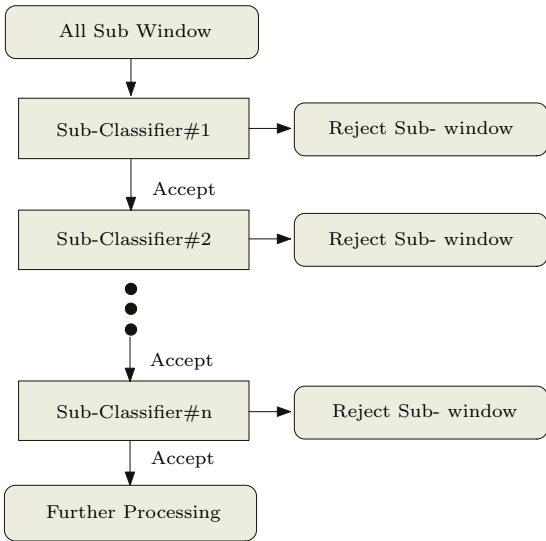 All Sub Window
Sub-Classifier#1
Reject Sub- window
Accept
Sub-Classifier#2
Reject Sub- window
Accept
Sub-Classifier#n
Reject Sub- window
Accept
Further Processing